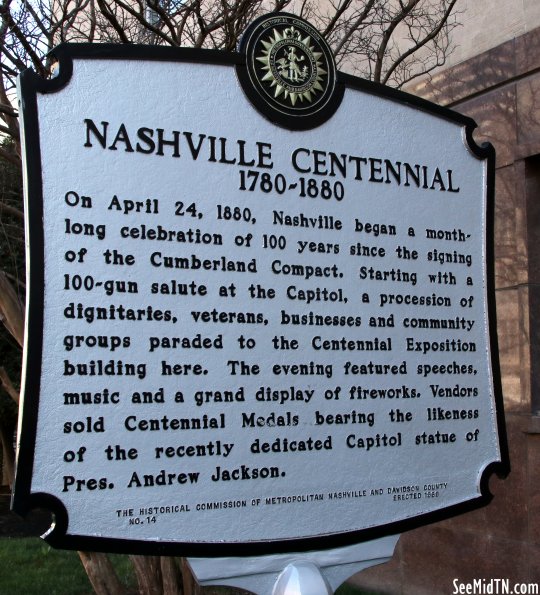 NASHVILLE CENTENNIAL
1780-1880
On April 24, 1880, Nashville began a month-
long celebration of 100 years since the signing
of the Cumberland Compact. Starting with a
100-gun salute at the Capitol, a procession of
dignitaries, veterans, businesses and community
groups paraded to the Centennial Exposition
building here. The evening featured speeches,
music and a grand display of fireworks. Vendors
sold Centennial Medals bearing the likeness
of the recently dedicated Capitol statue of
Pres. Andrew Jackson.
THE HISTORICAL COMMISSION OF METROPOLITAN NASHVILLE AND DAVIDSON COUNTY
NO. 14 ERECTED
SeeMidTN.com